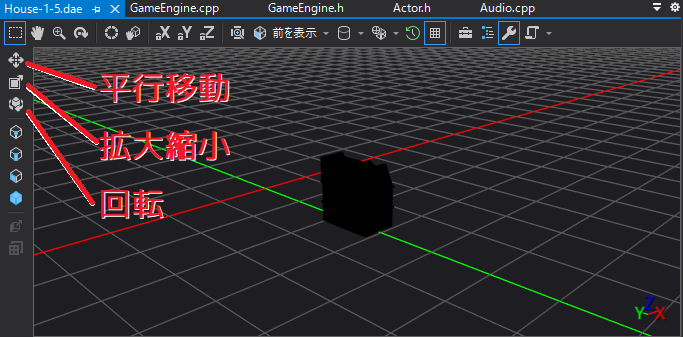 House-1-5.dae GameEngine.cpp GameEngine.h Actor.h Audio.cpp
X Y Z 前を表示
平行移動
拡大縮小
回転
Z
Y X